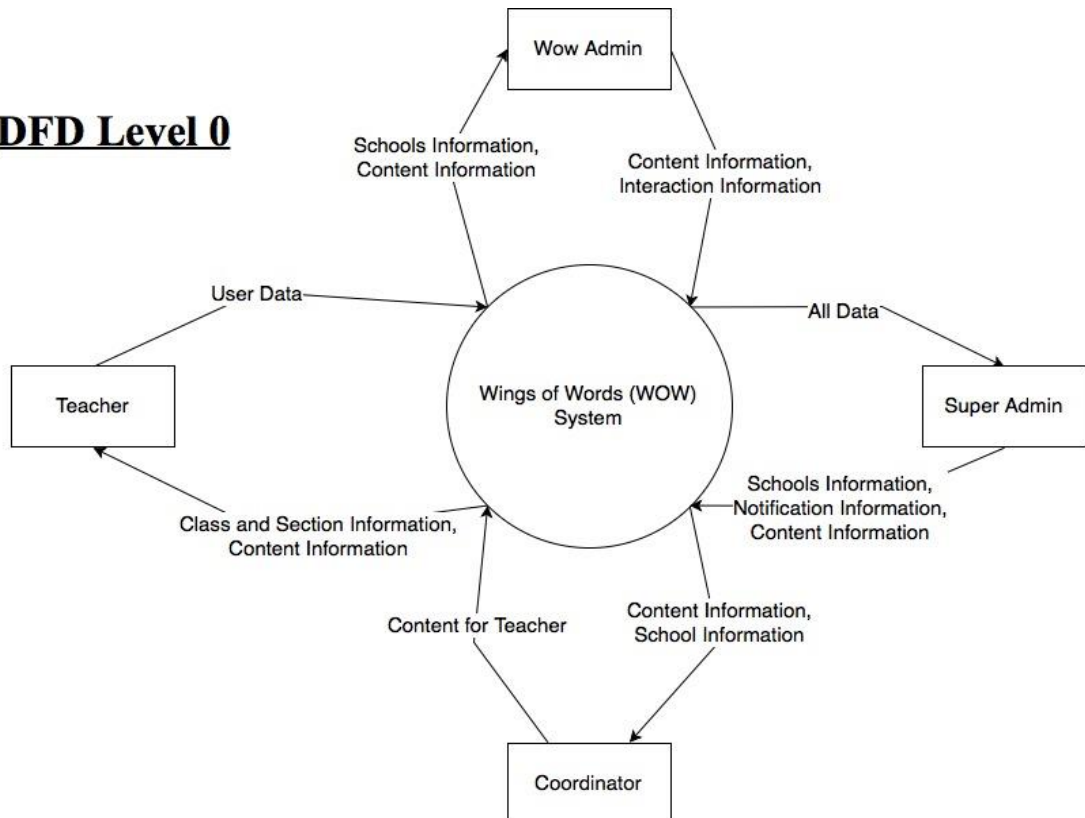 Wow Admin
DFD Level 0
Schools Information,
Content Information
Content Information,
Interaction Information
User Data
All Data
Teacher
Wings of Words (WOW)
System
Super Admin
Class and Section Information,
Content Information
Schools Information,
Notification Information,
Content Information
Content for Teacher
Content Information,
School Information
Coordinator